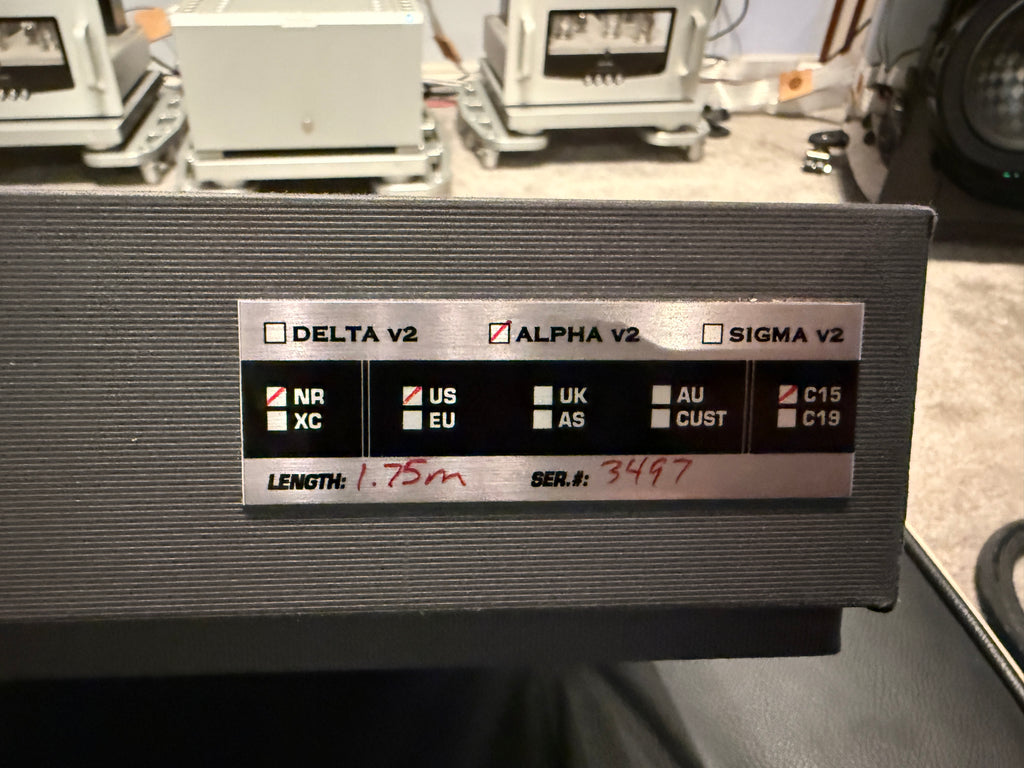 DELTA v2 ALPHA v2 SIGMA v2
NR US UK AU C15
XC EU AS CUST C19
LENGTH: 1.75m SER.#: 3497